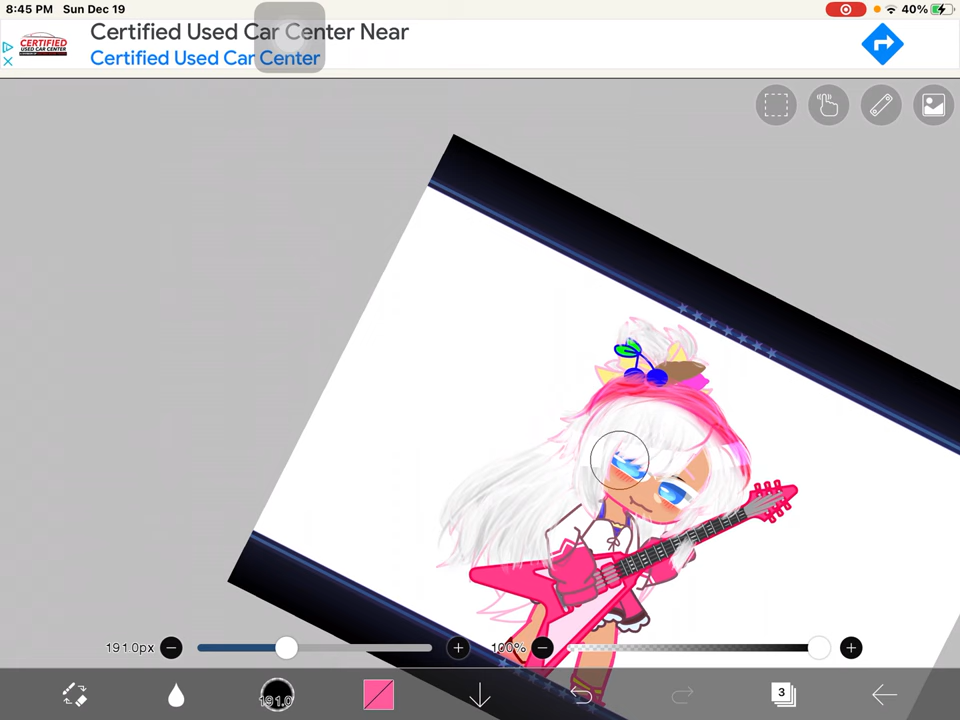 8:45 PM Sun Dec 19
40%
Certified Used Car Center Near
CERTIFIED
USED CAR CENTER
Certified Used Car Center
191.0px
100%
191.0
3